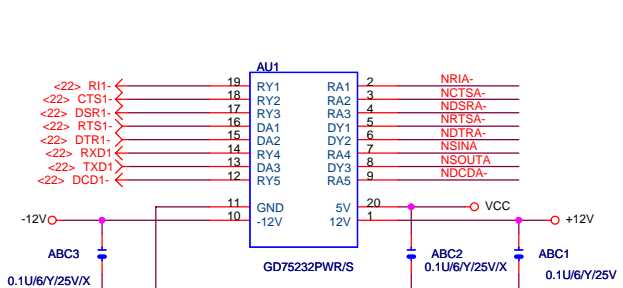 AU1
<22> RI1- 19 RY1 RA1 2 NRIA-
<22> CTS1- 18 RY2 RA2 3 NCTSA-
<22> DSR1- 17 RY3 RA3 4 NDSRA-
<22> RTS1- 16 DA1 DY1 5 NRTSA-
<22> DTR1- 15 DA2 DY2 6 NDTRA-
<22> RXD1 14 RY4 RA4 7 NSINA
<22> TXD1 13 DA3 DY3 8 NSOUTA
<22> DCD1- 12 RY5 RA5 9 NDCDA-
11 GND 5V 20 VCC
-12V 10 -12V 12V 1 +12V
ABC3 ABC2 ABC1
GD75232PWR/S
0.1U/6/Y/25V/X 0.1U/6/Y/25V/X 0.1U/6/Y/25V